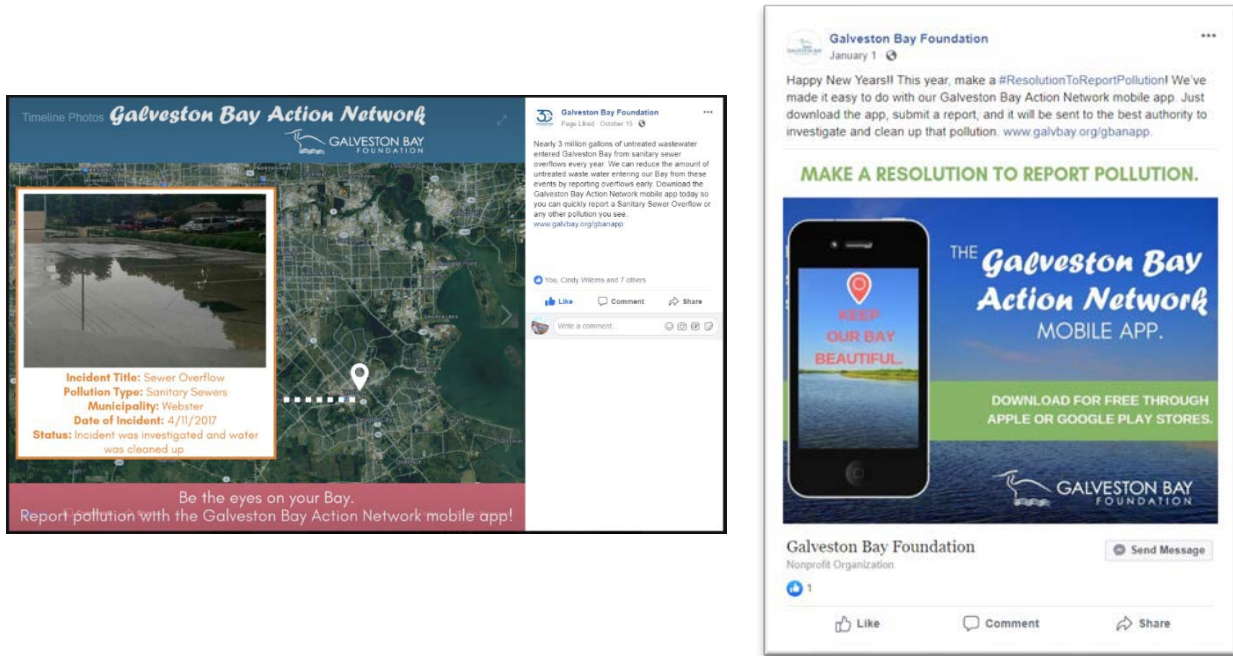 Timeline Photos Galveston Bay Action Network
GALVESTON BAY
FOUNDATION
Incident Title: Sewer Overflow
Pollution Type: Sanitary Sewers
Municipality: Webster
Date of Incident: 4/11/2017
Status: Incident was investigated and water
was cleaned up
Be the eyes on your Bay.
Report pollution with the Galveston Bay Action Network mobile app!
Galveston Bay Foundation
Page Liked · October 15
Nearly 3 million gallons of untreated wastewater
entered Galveston Bay from sanitary sewer
overflows every year. We can reduce the amount of
untreated waste water entering our Bay from these
events by reporting overflows early. Download the
Galveston Bay Action Network mobile app today so
you can quickly report a Sanitary Sewer Overflow or
any other pollution you see.
www.galvbay.org/gbanapp
You, Cindy Wilems and 7 others
Like Comment Share
Write a comment...
Galveston Bay Foundation
January 1
Happy New Years!! This year, make a #ResolutionToReportPollution! We've
made it easy to do with our Galveston Bay Action Network mobile app. Just
download the app, submit a report, and it will be sent to the best authority to
investigate and clean up that pollution. www.galvbay.org/gbanapp.
MAKE A RESOLUTION TO REPORT POLLUTION.
KEEP
OUR BAY
BEAUTIFUL.
THE Galveston Bay
Action Network
MOBILE APP.
DOWNLOAD FOR FREE THROUGH
APPLE OR GOOGLE PLAY STORES.
GALVESTON BAY
FOUNDATION
Galveston Bay Foundation
Send Message
Nonprofit Organization
1
Like Comment Share